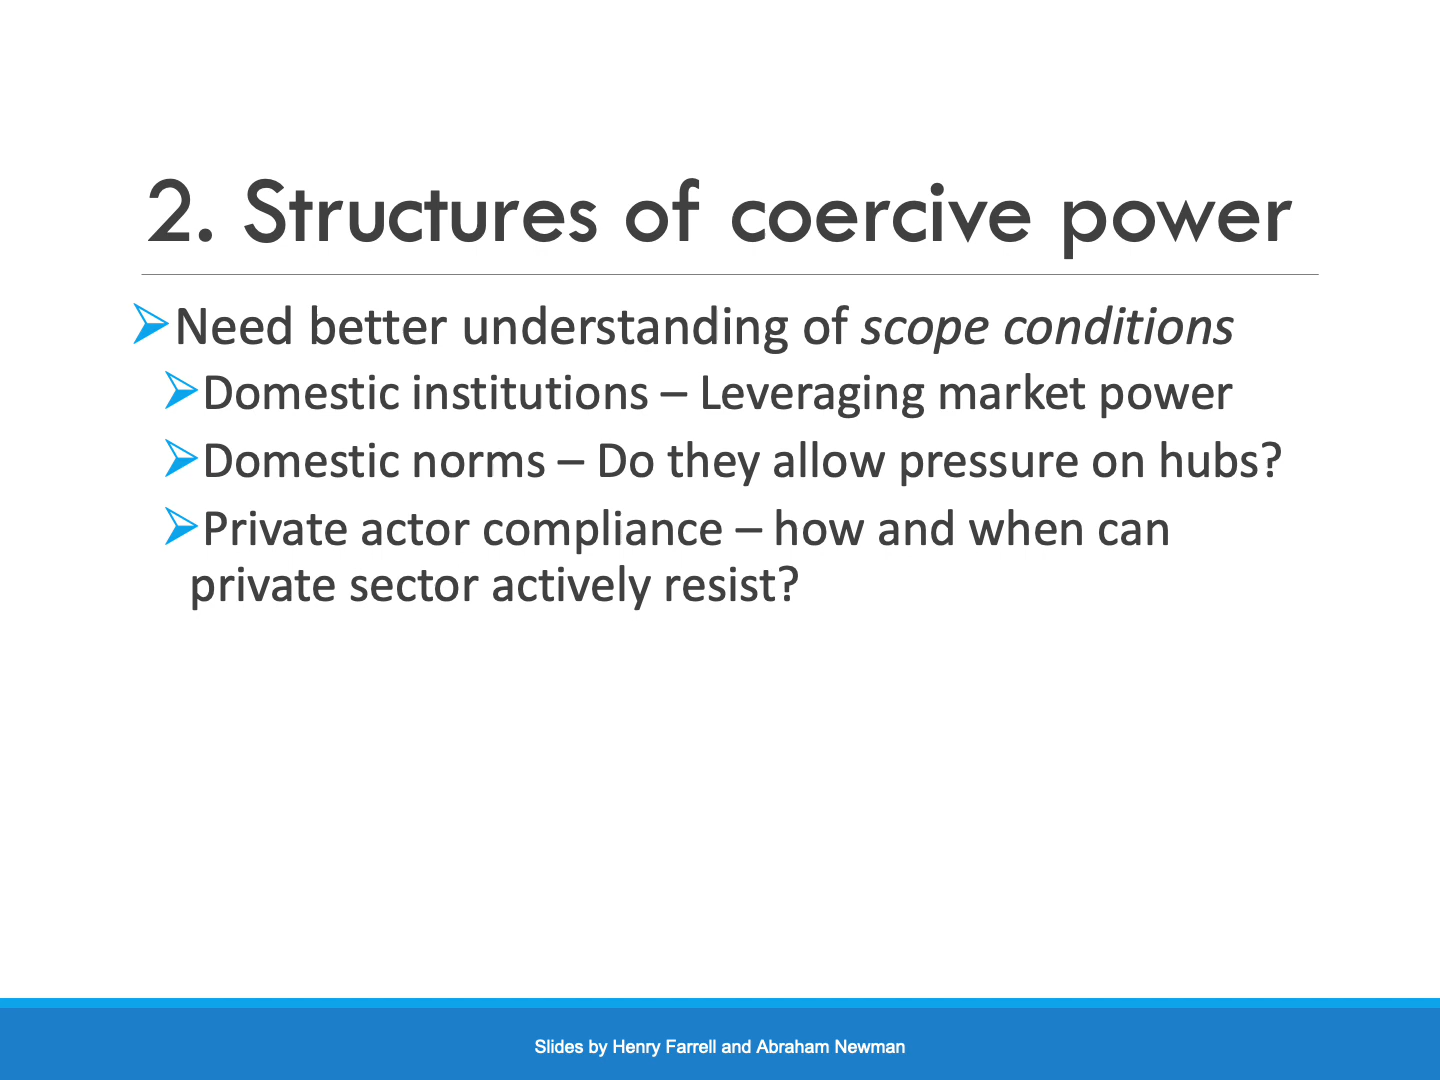 2. Structures of coercive power
Need better understanding of scope conditions
Domestic institutions – Leveraging market power
Domestic norms – Do they allow pressure on hubs?
Private actor compliance – how and when can
private sector actively resist?
Slides by Henry Farrell and Abraham Newman